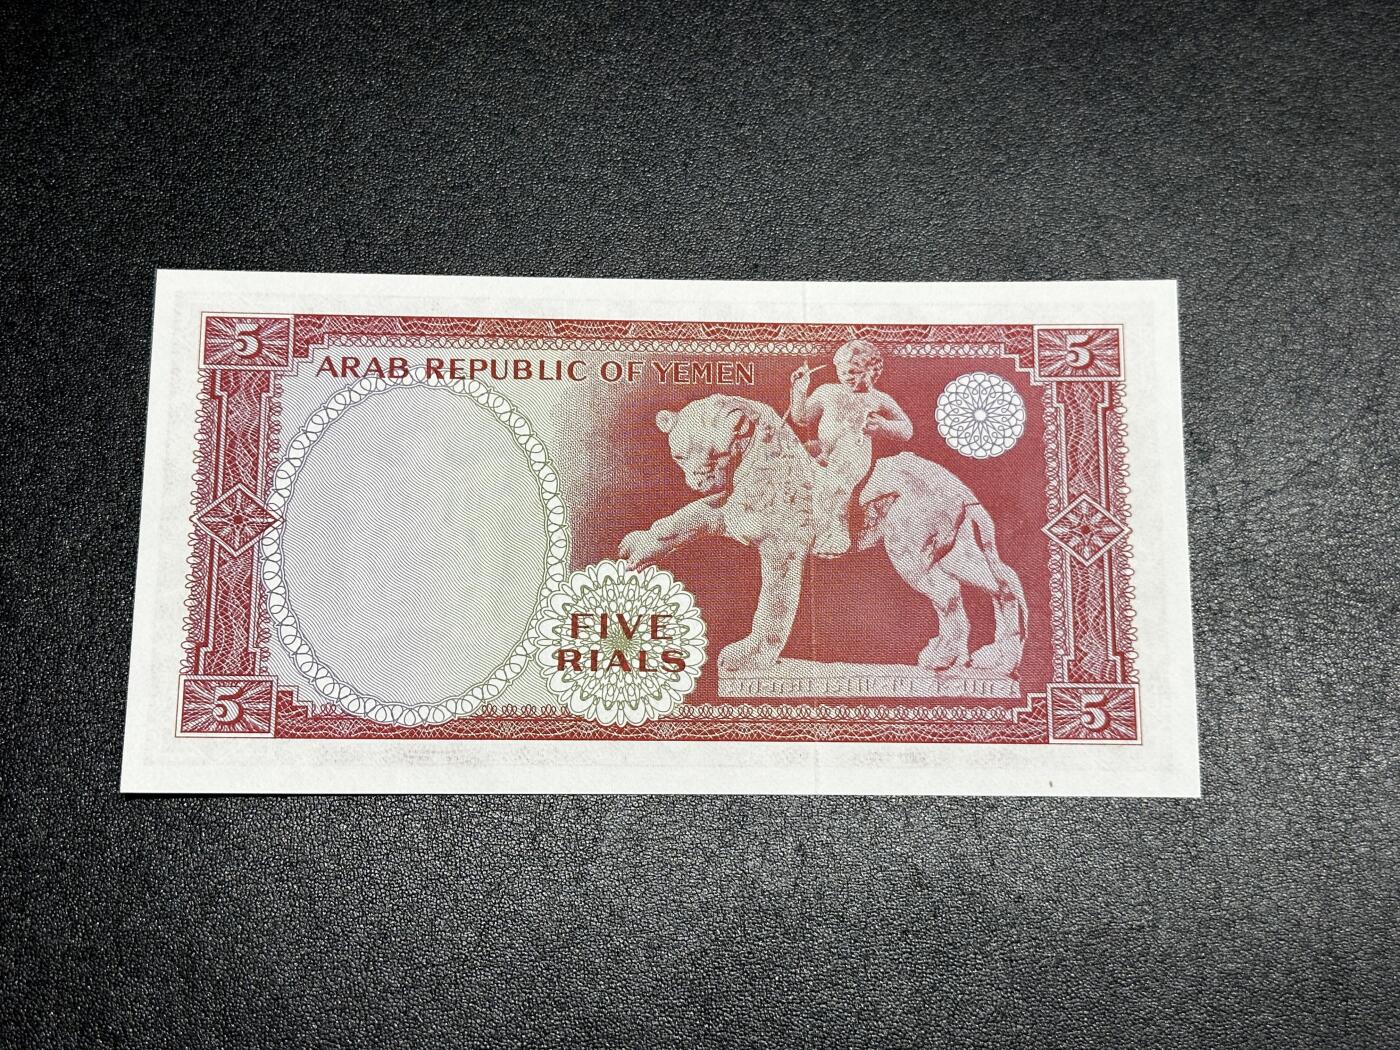 5 5
ARAB REPUBLIC OF YEMEN
FIVE
RIALS
5 5